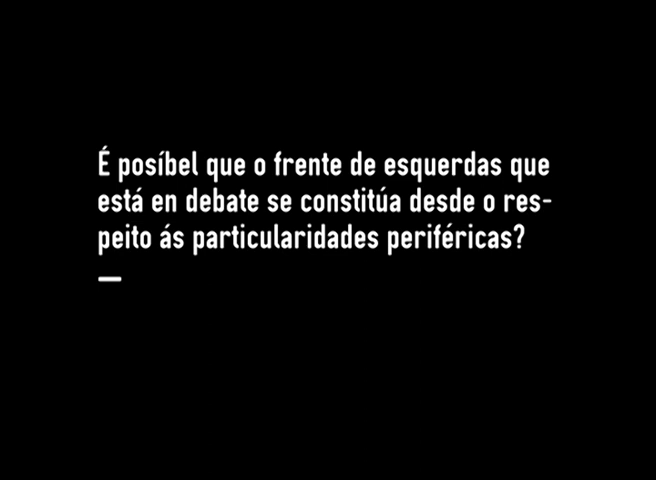 É posíbel que o frente de esquerdas que
está en debate se constitúa desde o res-
peito ás particularidades periféricas?